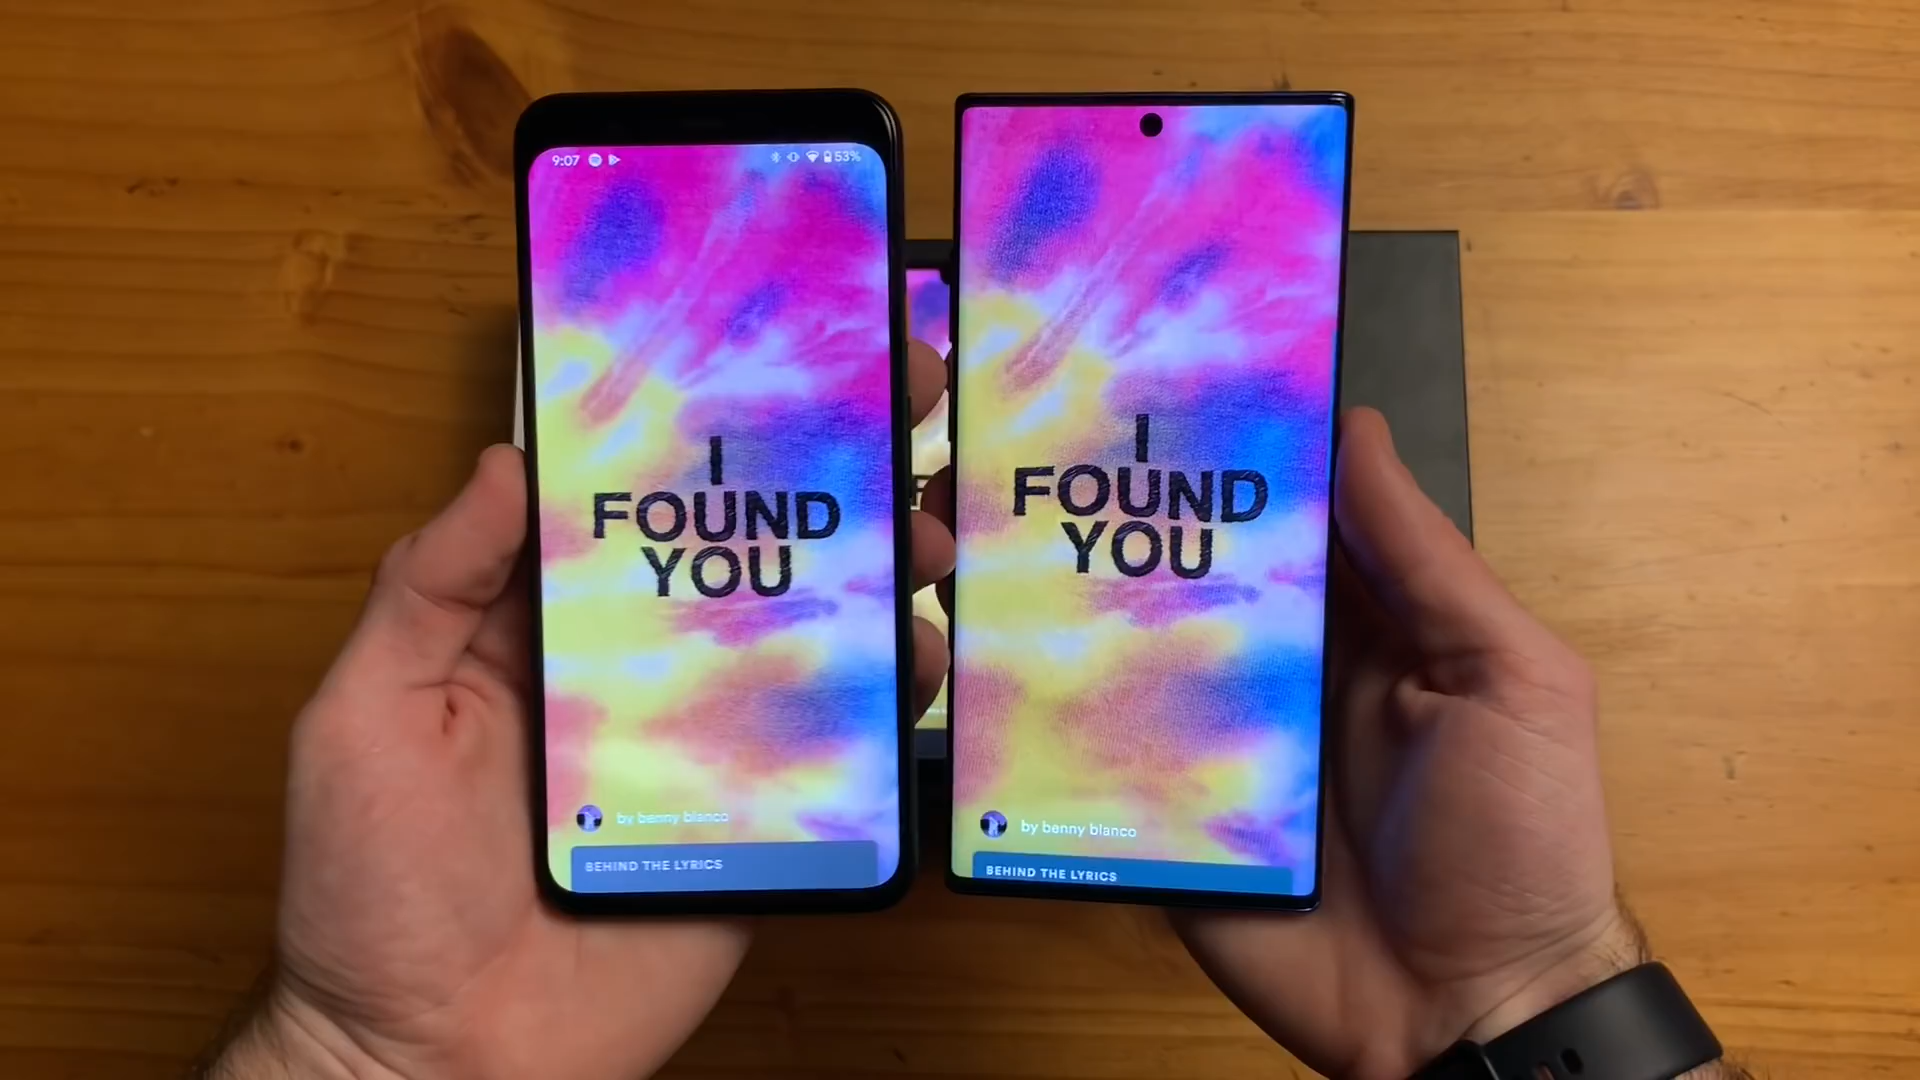 9:07
53%
I
FOUND
YOU
by benny blanco
BEHIND THE LYRICS
I
FOUND
YOU
by benny blanco
BEHIND THE LYRICS